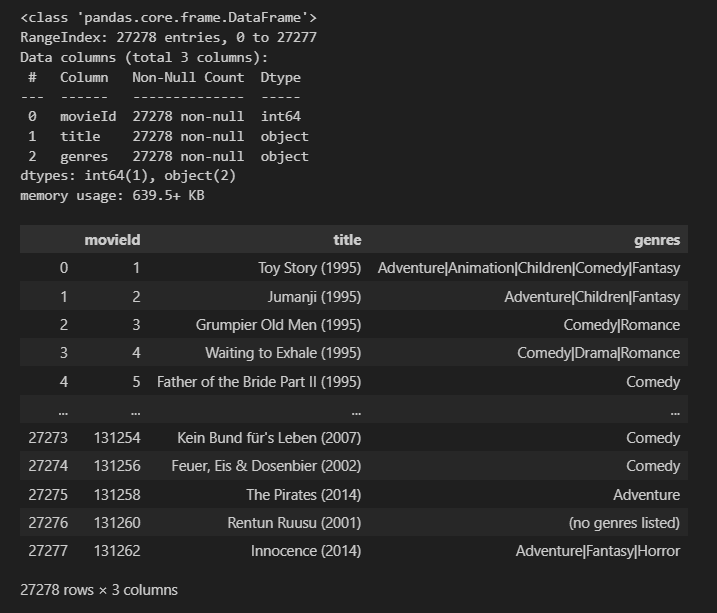 <class 'pandas.core.frame.DataFrame'>
RangeIndex: 27278 entries, 0 to 27277
Data columns (total 3 columns):
 #   Column   Non-Null Count  Dtype
---  ------   --------------  -----
 0   movieId  27278 non-null  int64
 1   title    27278 non-null  object
 2   genres   27278 non-null  object
dtypes: int64(1), object(2)
memory usage: 639.5+ KB
movieId title genres
0 1 Toy Story (1995) Adventure|Animation|Children|Comedy|Fantasy
1 2 Jumanji (1995) Adventure|Children|Fantasy
2 3 Grumpier Old Men (1995) Comedy|Romance
3 4 Waiting to Exhale (1995) Comedy|Drama|Romance
4 5 Father of the Bride Part II (1995) Comedy
... ... ... ...
27273 131254 Kein Bund für's Leben (2007) Comedy
27274 131256 Feuer, Eis & Dosenbier (2002) Comedy
27275 131258 The Pirates (2014) Adventure
27276 131260 Rentun Ruusu (2001) (no genres listed)
27277 131262 Innocence (2014) Adventure|Fantasy|Horror
27278 rows × 3 columns